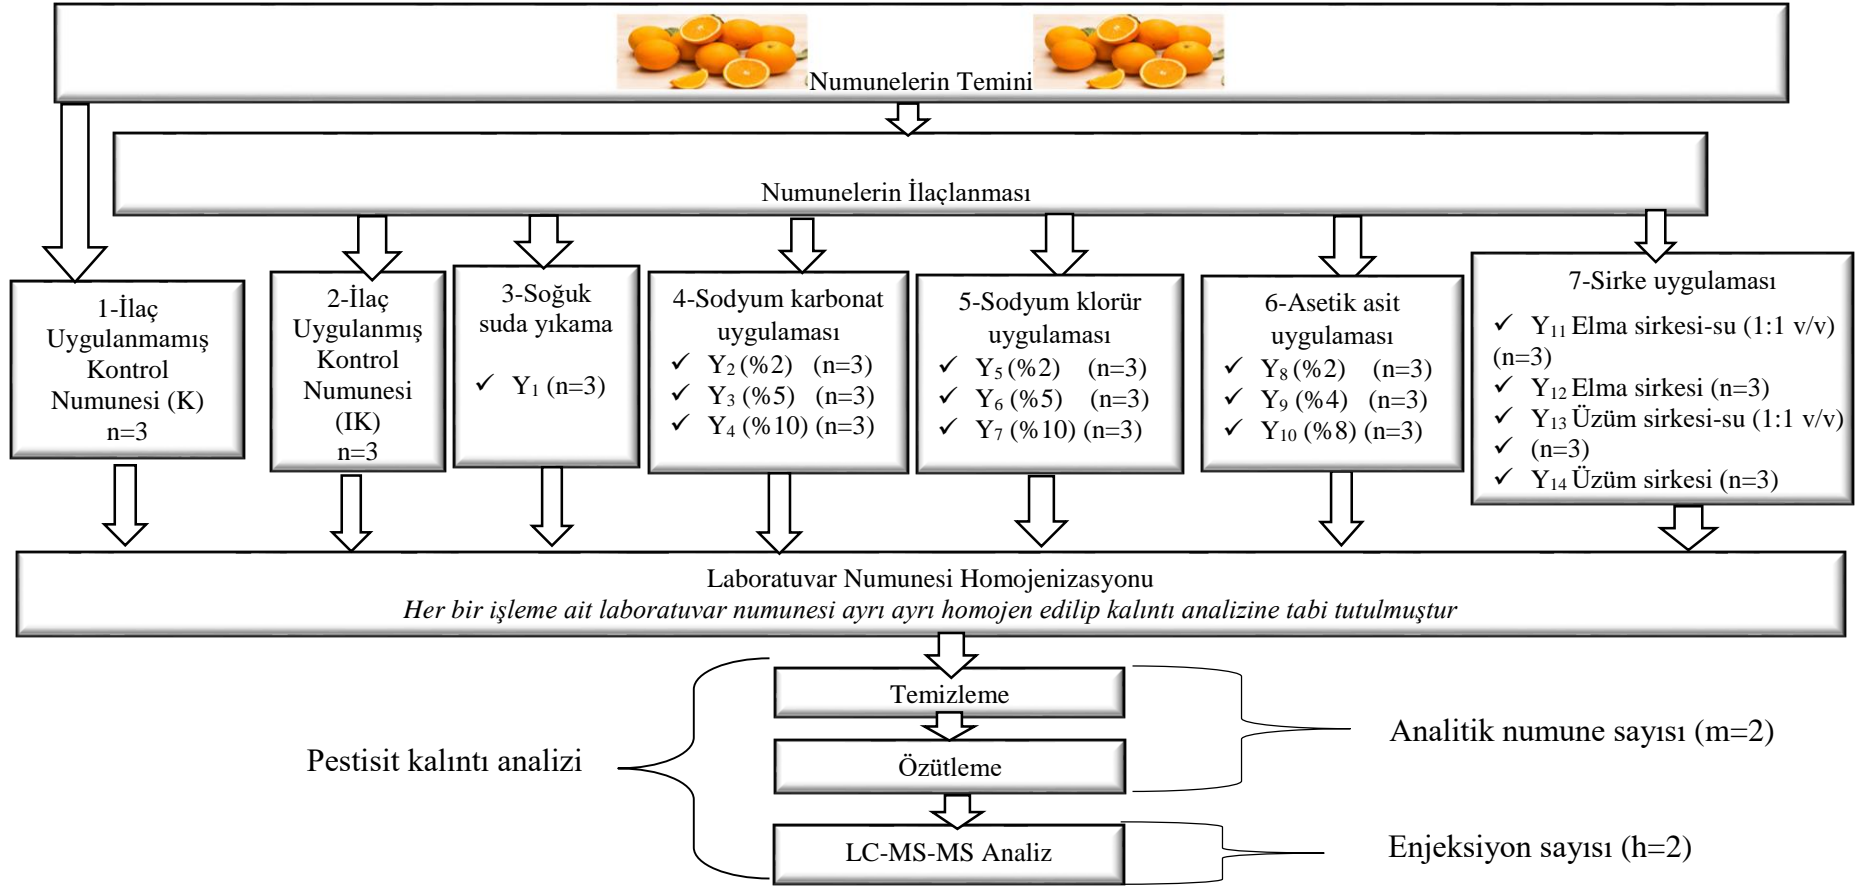 Numunelerin Temini
Numunelerin İlaçlanması
1-İlaç
Uygulanmamış
Kontrol
Numunesi (K)
n=3
2-İlaç
Uygulanmış
Kontrol
Numunesi
(IK)
n=3
3-Soğuk
suda yıkama
✓ Y₁ (n=3)
4-Sodyum karbonat
uygulaması
✓ Y₂ (%2) (n=3)
✓ Y₃ (%5) (n=3)
✓ Y₄ (%10) (n=3)
5-Sodyum klorür
uygulaması
✓ Y₅ (%2) (n=3)
✓ Y₆ (%5) (n=3)
✓ Y₇ (%10) (n=3)
6-Asetik asit
uygulaması
✓ Y₈ (%2) (n=3)
✓ Y₉ (%4) (n=3)
✓ Y₁₀ (%8) (n=3)
7-Sirke uygulaması
✓ Y₁₁ Elma sirkesi-su (1:1 v/v)
(n=3)
✓ Y₁₂ Elma sirkesi (n=3)
✓ Y₁₃ Üzüm sirkesi-su (1:1 v/v)
✓ (n=3)
✓ Y₁₄ Üzüm sirkesi (n=3)
Laboratuvar Numunesi Homojenizasyonu
Her bir işleme ait laboratuvar numunesi ayrı ayrı homojen edilip kalıntı analizine tabi tutulmuştur
Pestisit kalıntı analizi
Temizleme
Özütleme
LC-MS-MS Analiz
Analitik numune sayısı (m=2)
Enjeksiyon sayısı (h=2)